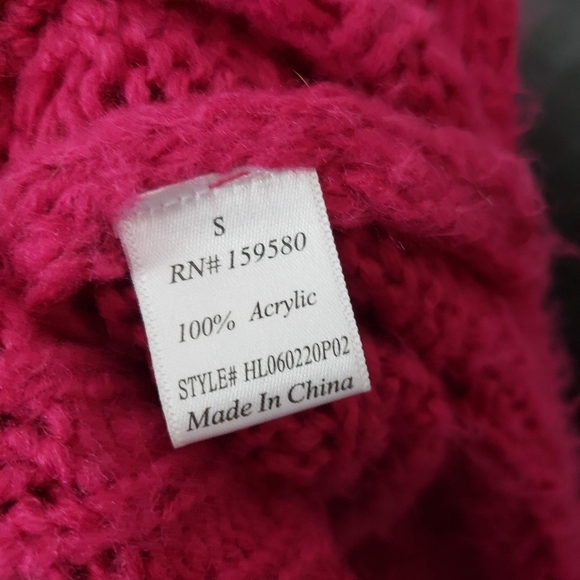 S
RN# 159580
100% Acrylic
STYLE# HL060220P02
Made In China